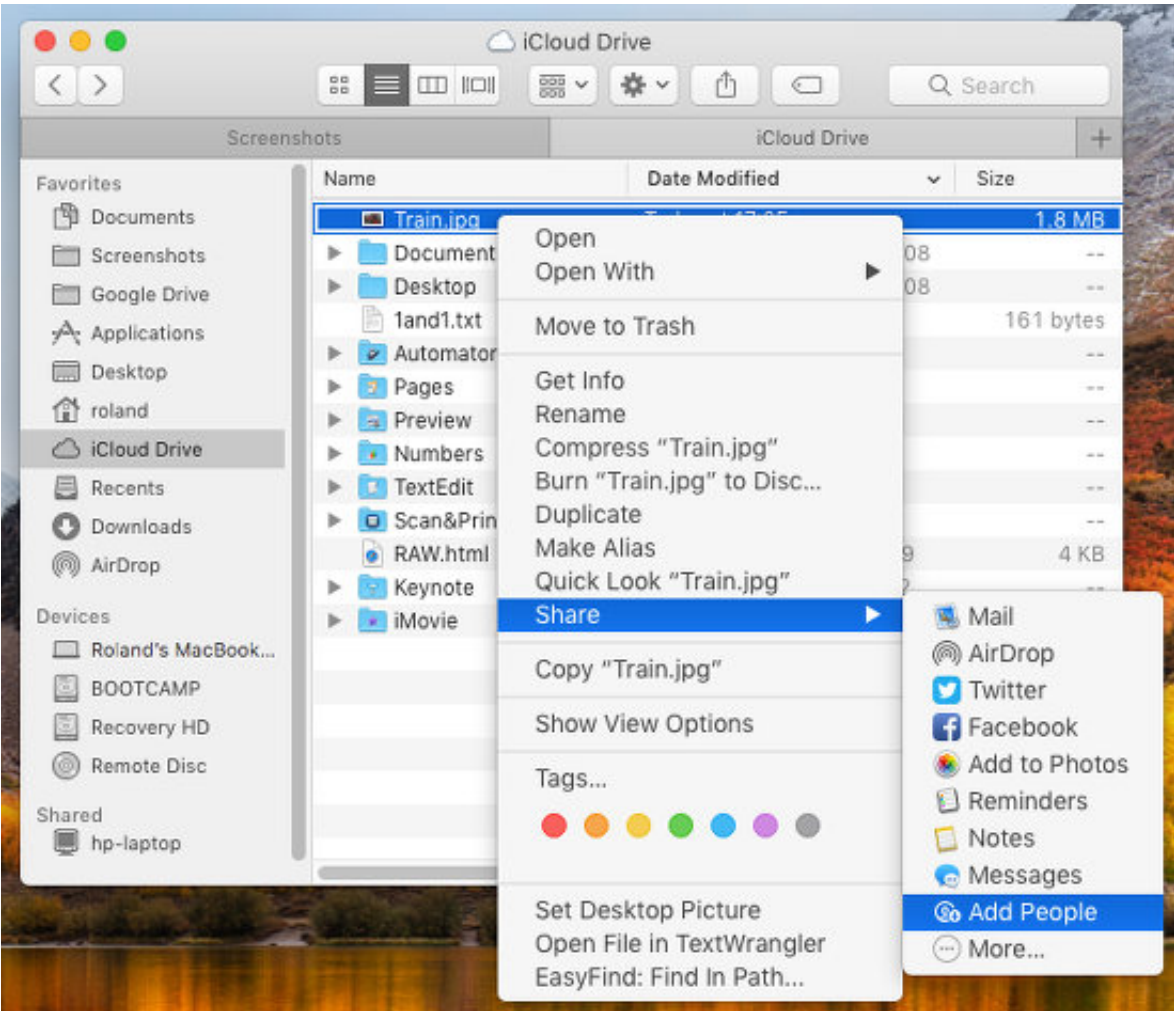 iCloud Drive
Search
Screenshots
iCloud Drive
+
Name
Date Modified
Size
Favorites
Documents
Screenshots
Google Drive
Applications
Desktop
roland
iCloud Drive
Recents
Downloads
AirDrop
Devices
Roland's MacBook...
BOOTCAMP
Recovery HD
Remote Disc
Shared
hp-laptop
Train.jpg
1.8 MB
Document
08
--
Desktop
08
--
1and1.txt
161 bytes
Automator
--
Pages
--
Preview
--
Numbers
--
TextEdit
--
Scan&Prin
--
RAW.html
9
4 KB
Keynote
--
iMovie
Open
Open With
Move to Trash
Get Info
Rename
Compress “Train.jpg”
Burn “Train.jpg” to Disc...
Duplicate
Make Alias
Quick Look “Train.jpg”
Share
Copy “Train.jpg”
Show View Options
Tags...
Set Desktop Picture
Open File in TextWrangler
EasyFind: Find In Path...
Mail
AirDrop
Twitter
Facebook
Add to Photos
Reminders
Notes
Messages
Add People
More...